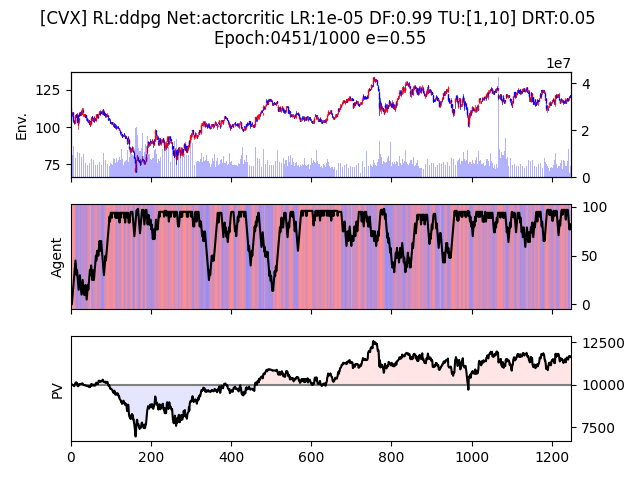 [CVX] RL:ddpg Net:actorcritic LR:1e-05 DF:0.99 TU:[1,10] DRT:0.05
Epoch:0451/1000 e=0.55
1e7
Env.
125
100
75
4
2
0
Agent
100
50
0
PV
12500
10000
7500
0 200 400 600 800 1000 1200